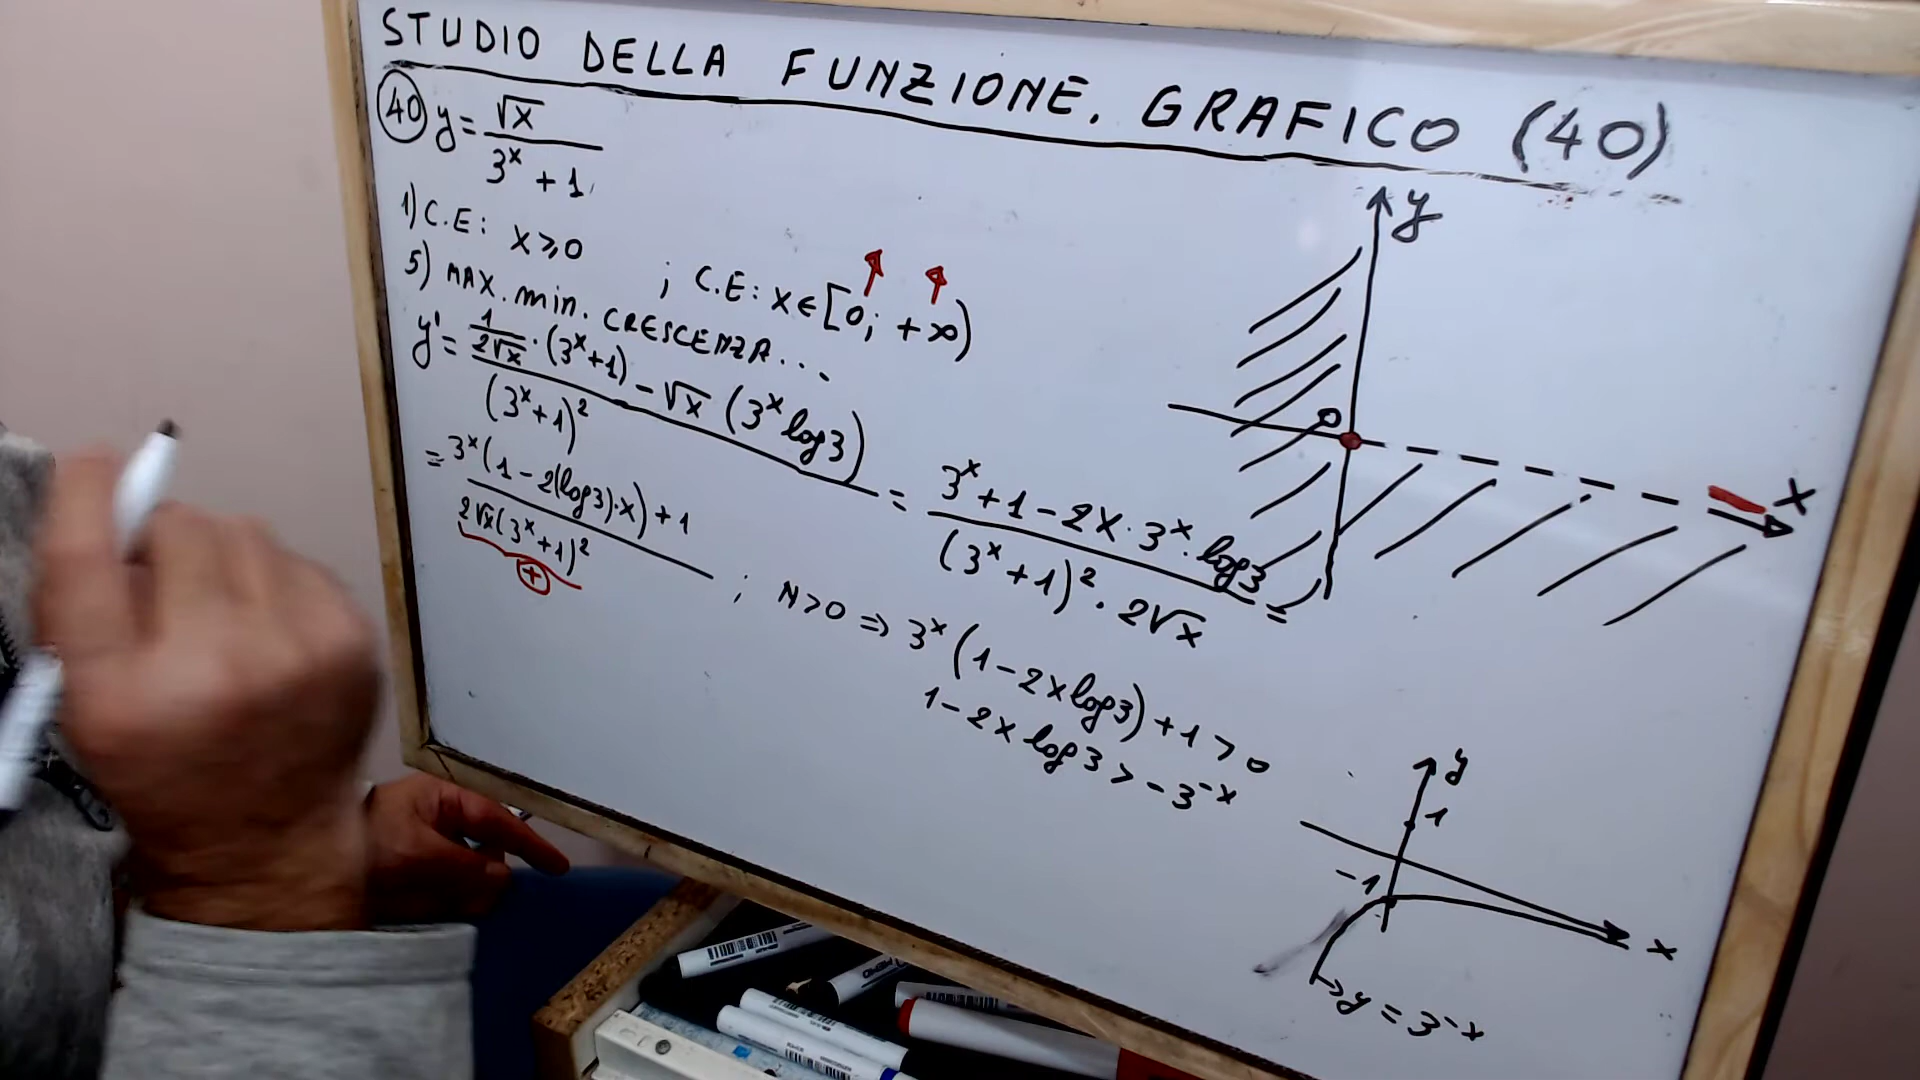 STUDIO DELLA FUNZIONE. GRAFICO (40)
40 y = √x / (3^x + 1)
1) C.E: x ⩾ 0 ; C.E: x ∈ [0; +∞)
5) MAX. min. CRESCENZA...
y' = (1/(2√x) · (3^x + 1) − √x (3^x log3)) / (3^x + 1)^2 = (3^x + 1 − 2x · 3^x · log3) / ((3^x + 1)^2 · 2√x) =
= (3^x (1 − 2(log3)·x) + 1) / (2√x (3^x + 1)^2) ; N > 0 ⇒ 3^x (1 − 2x log3) + 1 > 0
+
1 − 2x log3 > −3^−x
y
0
x
y
1
−1
x
y = 3^−x